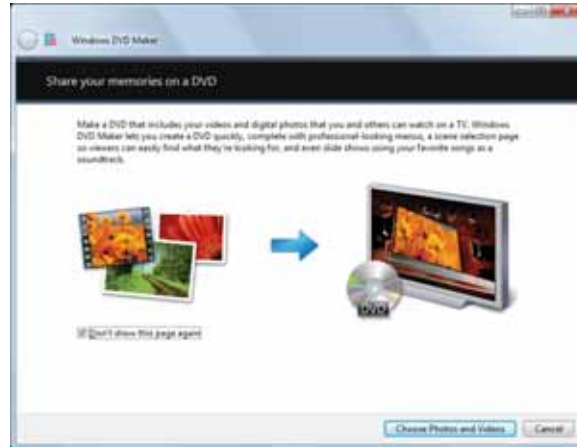 Windows DVD Maker
Share your memories on a DVD
Make a DVD that includes your videos and digital photos that you and others can watch on a TV. Windows
DVD Maker lets you create a DVD quickly, complete with professional-looking menus, a scene selection page
so viewers can easily find what they're looking for, and even slide shows using your favorite songs as a
soundtrack.
DVD
Don't show this page again
Choose Photos and Videos
Cancel